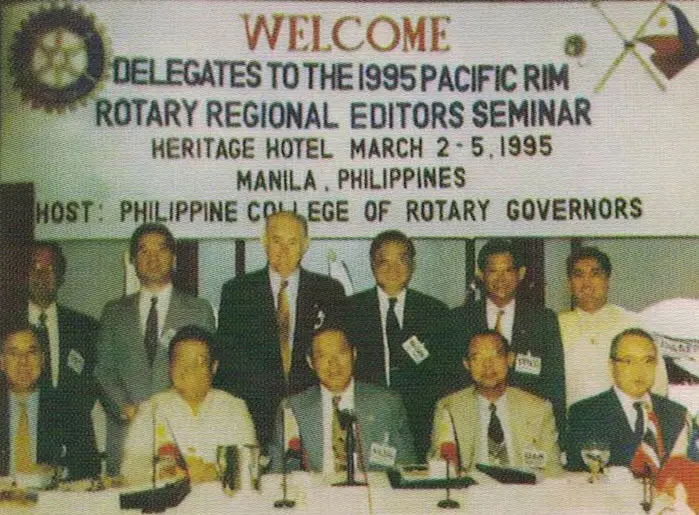 WELCOME
DELEGATES TO THE 1995 PACIFIC RIM
ROTARY REGIONAL EDITORS SEMINAR
HERITAGE HOTEL MARCH 2-5, 1995
MANILA, PHILIPPINES
HOST: PHILIPPINE COLLEGE OF ROTARY GOVERNORS